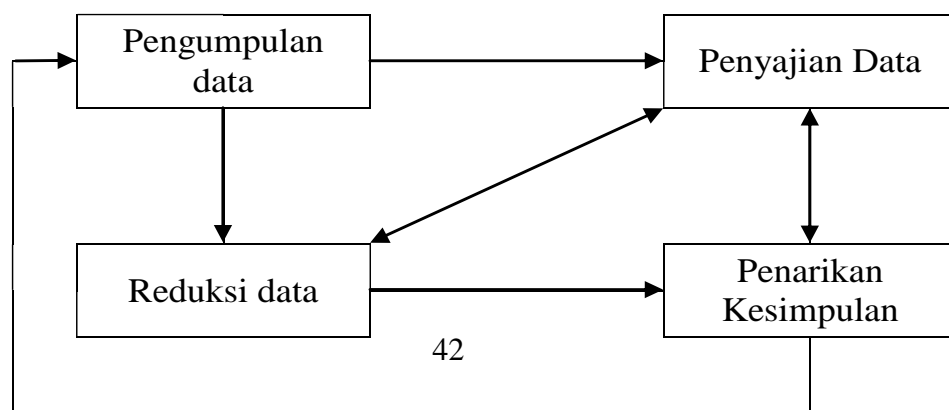 Pengumpulan
data
Penyajian Data
Reduksi data
Penarikan
Kesimpulan
42